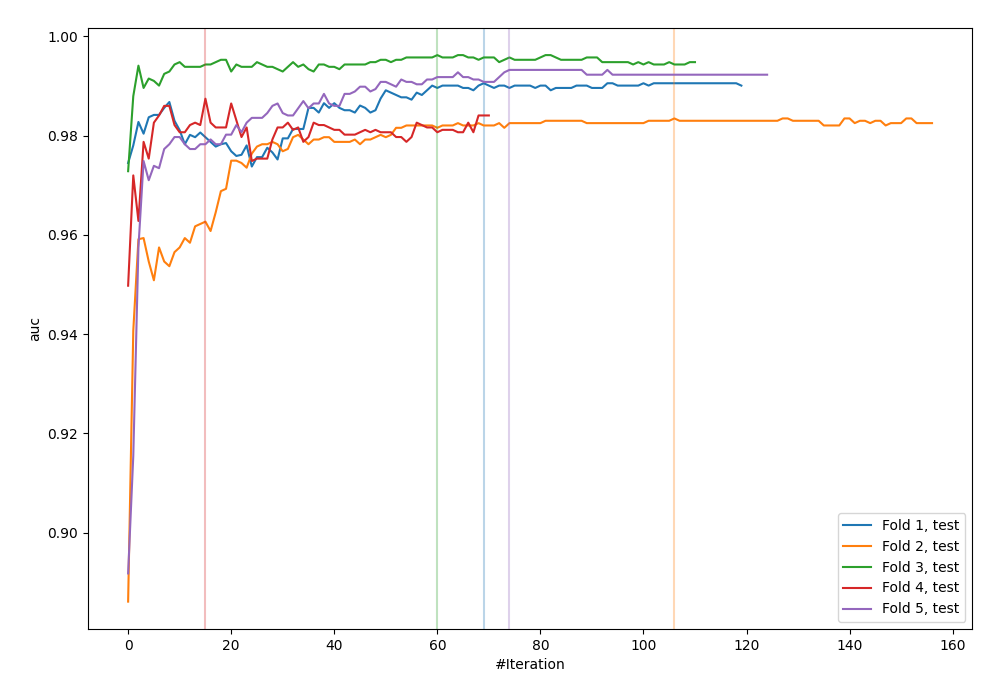 1.00
0.98
0.96
0.94
0.92
0.90
auc
0 20 40 60 80 100 120 140 160
#Iteration
Fold 1, test
Fold 2, test
Fold 3, test
Fold 4, test
Fold 5, test